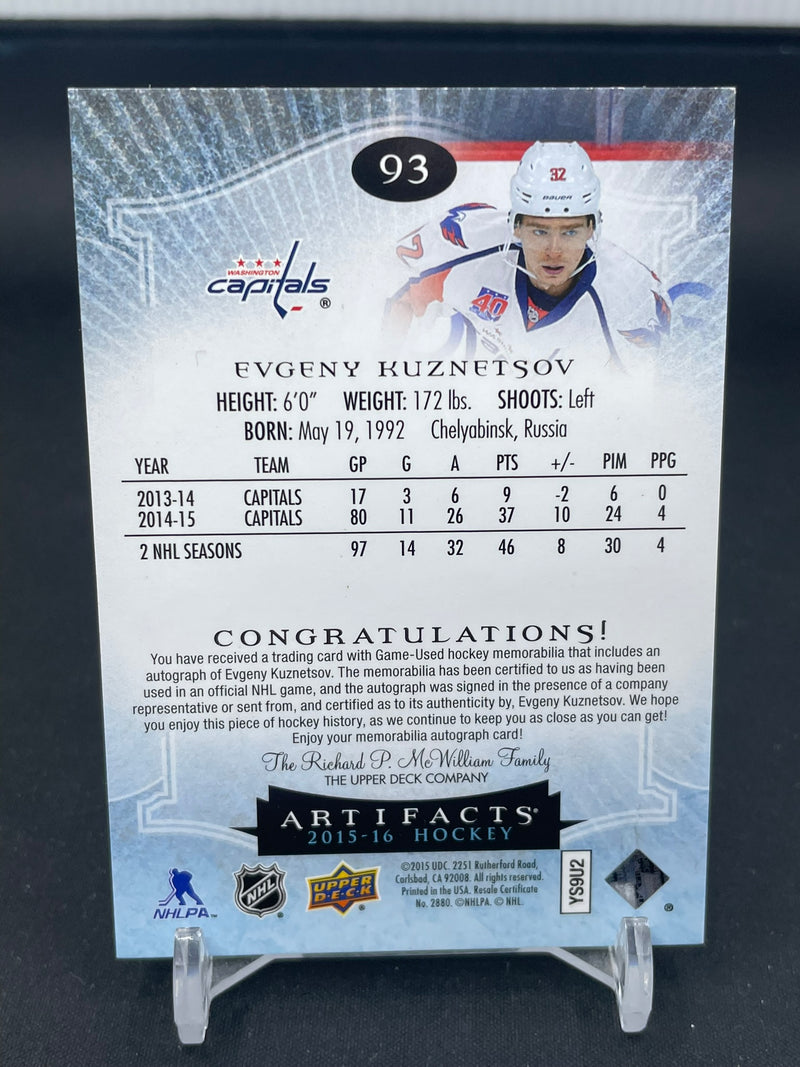 93
92
BAUER
92
40
WASHINGTON
capitals®
EVGENY KUZNETSOV
HEIGHT: 6'0" WEIGHT: 172 lbs. SHOOTS: Left
BORN: May 19, 1992 Chelyabinsk, Russia
YEAR TEAM GP G A PTS +/- PIM PPG
2013-14 CAPITALS 17 3 6 9 -2 6 0
2014-15 CAPITALS 80 11 26 37 10 24 4
2 NHL SEASONS 97 14 32 46 8 30 4
CONGRATULATIONS!
You have received a trading card with Game-Used hockey memorabilia that includes an
autograph of Evgeny Kuznetsov. The memorabilia has been certified to us as having been
used in an official NHL game, and the autograph was signed in the presence of a company
representative or sent from, and certified as to its authenticity by, Evgeny Kuznetsov. We hope
you enjoy this piece of hockey history, as we continue to keep you as close as you can get!
Enjoy your memorabilia autograph card!
The Richard P. McWilliam Family
THE UPPER DECK COMPANY
ARTIFACTS®
2015-16 HOCKEY
NHLPA™
NHL®
UPPER DECK®
©2015 UDC. 2251 Rutherford Road,
Carlsbad, CA 92008. All rights reserved.
Printed in the USA. Resale Certificate
No. 2880. ©NHLPA. © NHL.
YS9U2
®